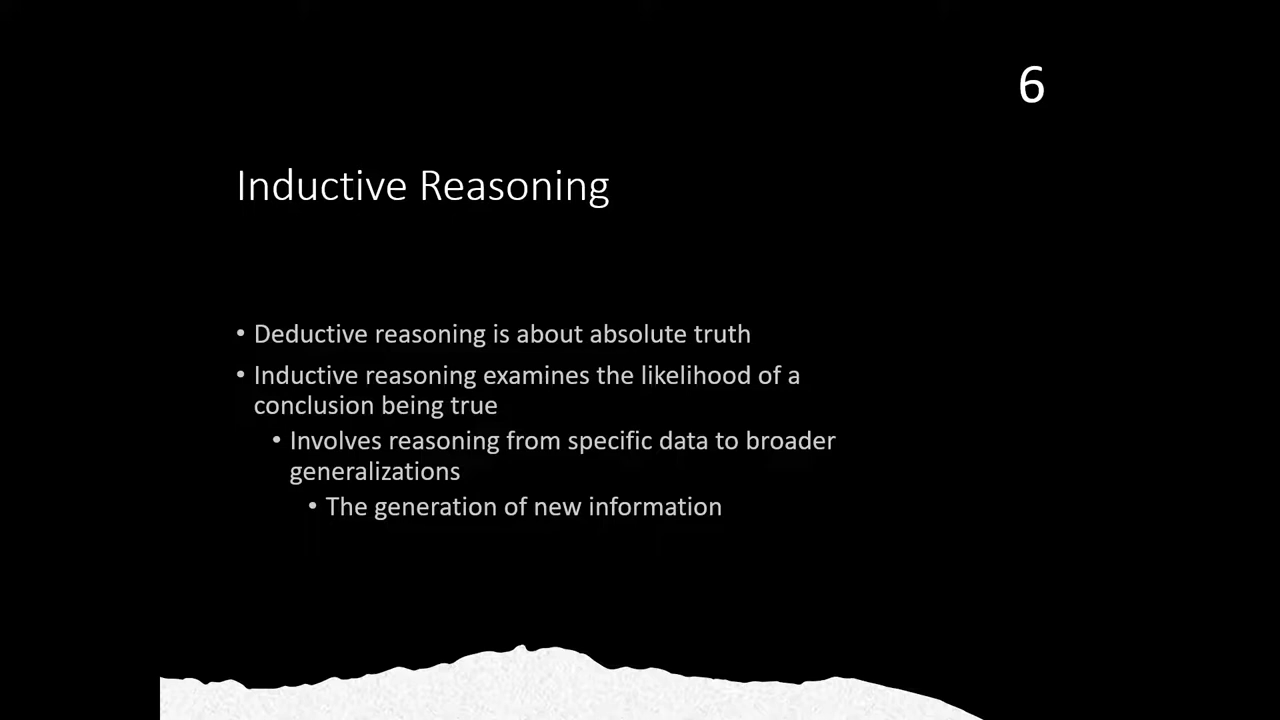 6
Inductive Reasoning
• Deductive reasoning is about absolute truth
• Inductive reasoning examines the likelihood of a
conclusion being true
• Involves reasoning from specific data to broader
generalizations
• The generation of new information